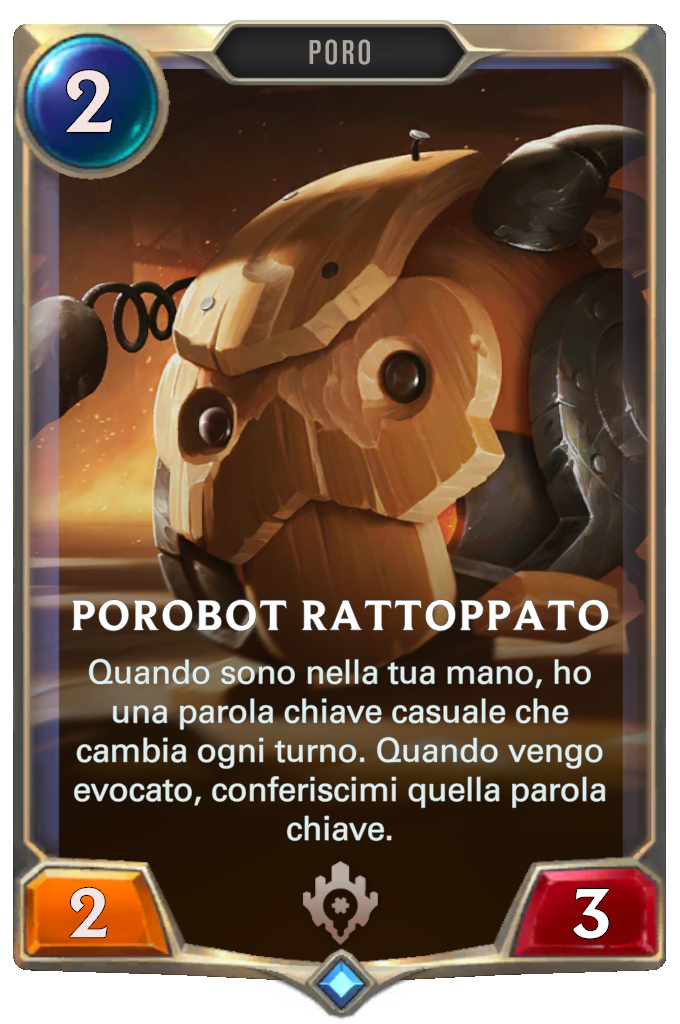 PORO
2
POROBOT RATTOPPATO
Quando sono nella tua mano, ho
una parola chiave casuale che
cambia ogni turno. Quando vengo
evocato, conferiscimi quella parola
chiave.
2
3